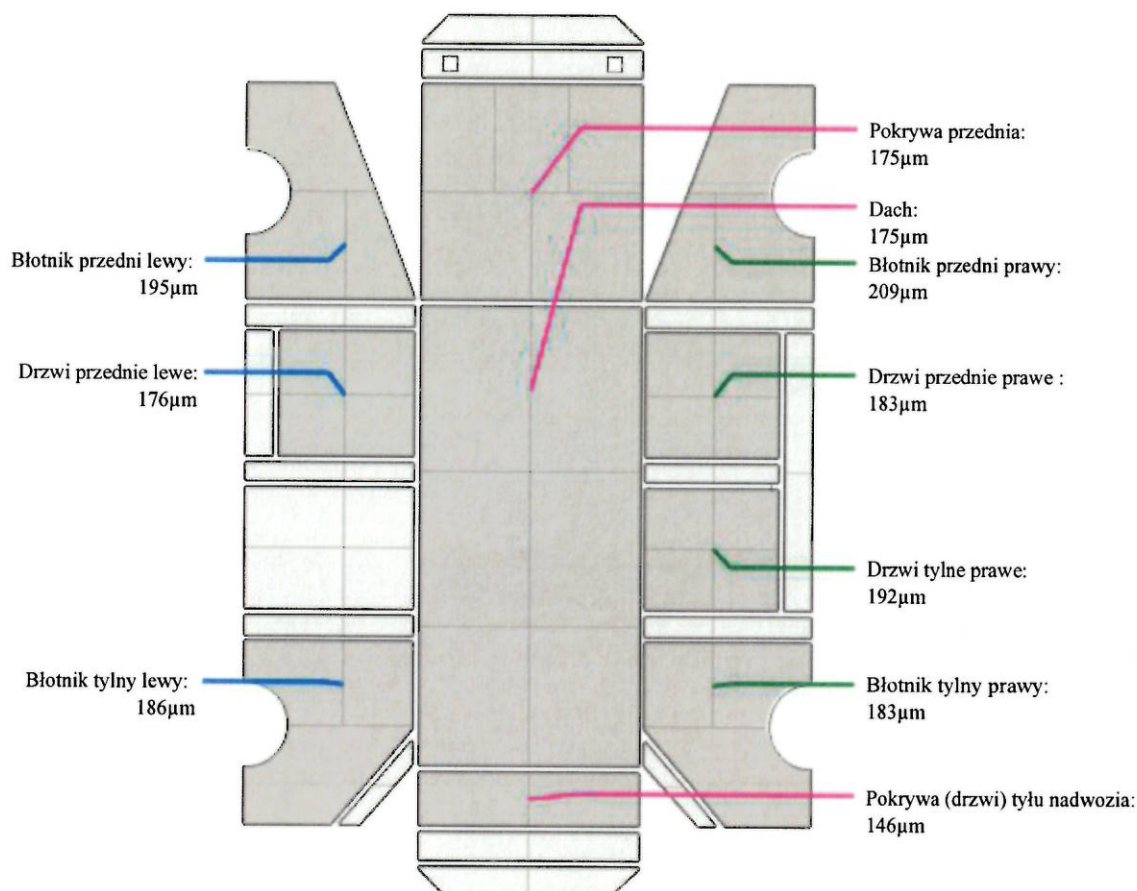 Pokrywa przednia:
175µm
Dach:
175µm
Błotnik przedni lewy:
195µm
Błotnik przedni prawy:
209µm
Drzwi przednie lewe:
176µm
Drzwi przednie prawe :
183µm
Drzwi tylne prawe:
192µm
Błotnik tylny lewy:
186µm
Błotnik tylny prawy:
183µm
Pokrywa (drzwi) tyłu nadwozia:
146µm